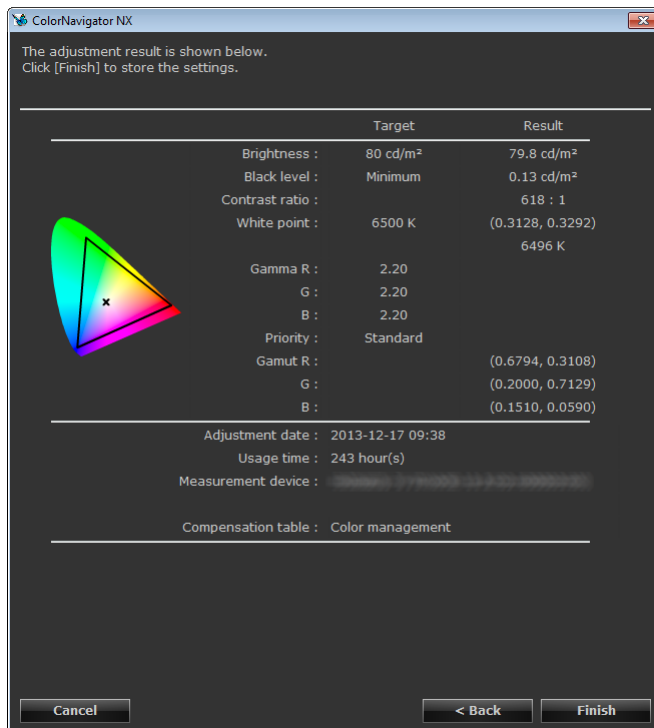 ColorNavigator NX
The adjustment result is shown below.
Click [Finish] to store the settings.
Target Result
Brightness : 80 cd/m² 79.8 cd/m²
Black level : Minimum 0.13 cd/m²
Contrast ratio : 618 : 1
White point : 6500 K (0.3128, 0.3292)
6496 K
Gamma R : 2.20
G : 2.20
B : 2.20
Priority : Standard
Gamut R : (0.6794, 0.3108)
G : (0.2000, 0.7129)
B : (0.1510, 0.0590)
Adjustment date : 2013-12-17 09:38
Usage time : 243 hour(s)
Measurement device :
Compensation table : Color management
Cancel < Back Finish